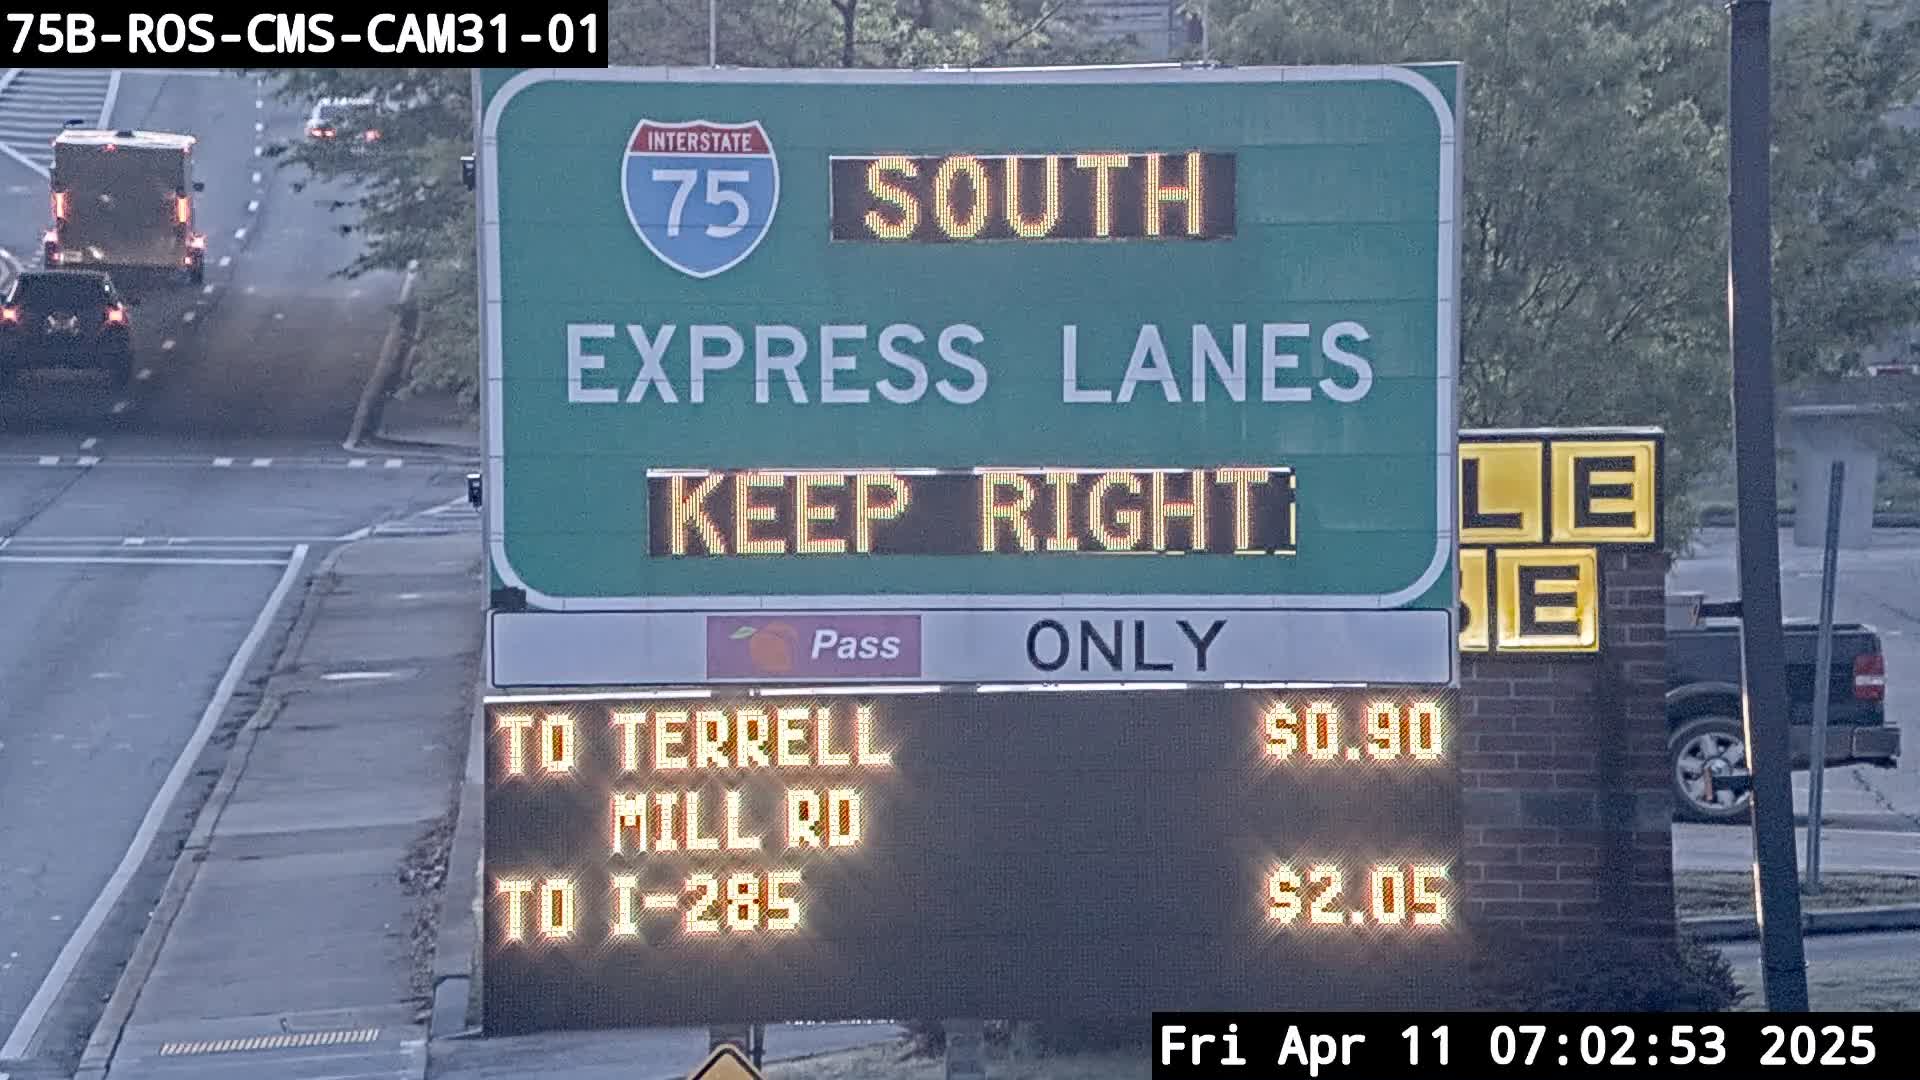 75B-ROS-CMS-CAM31-01
INTERSTATE
75
SOUTH
EXPRESS LANES
KEEP RIGHT
Pass ONLY
LE
E
TO TERRELL $0.90
MILL RD
TO I-285 $2.05
Fri Apr 11 07:02:53 2025